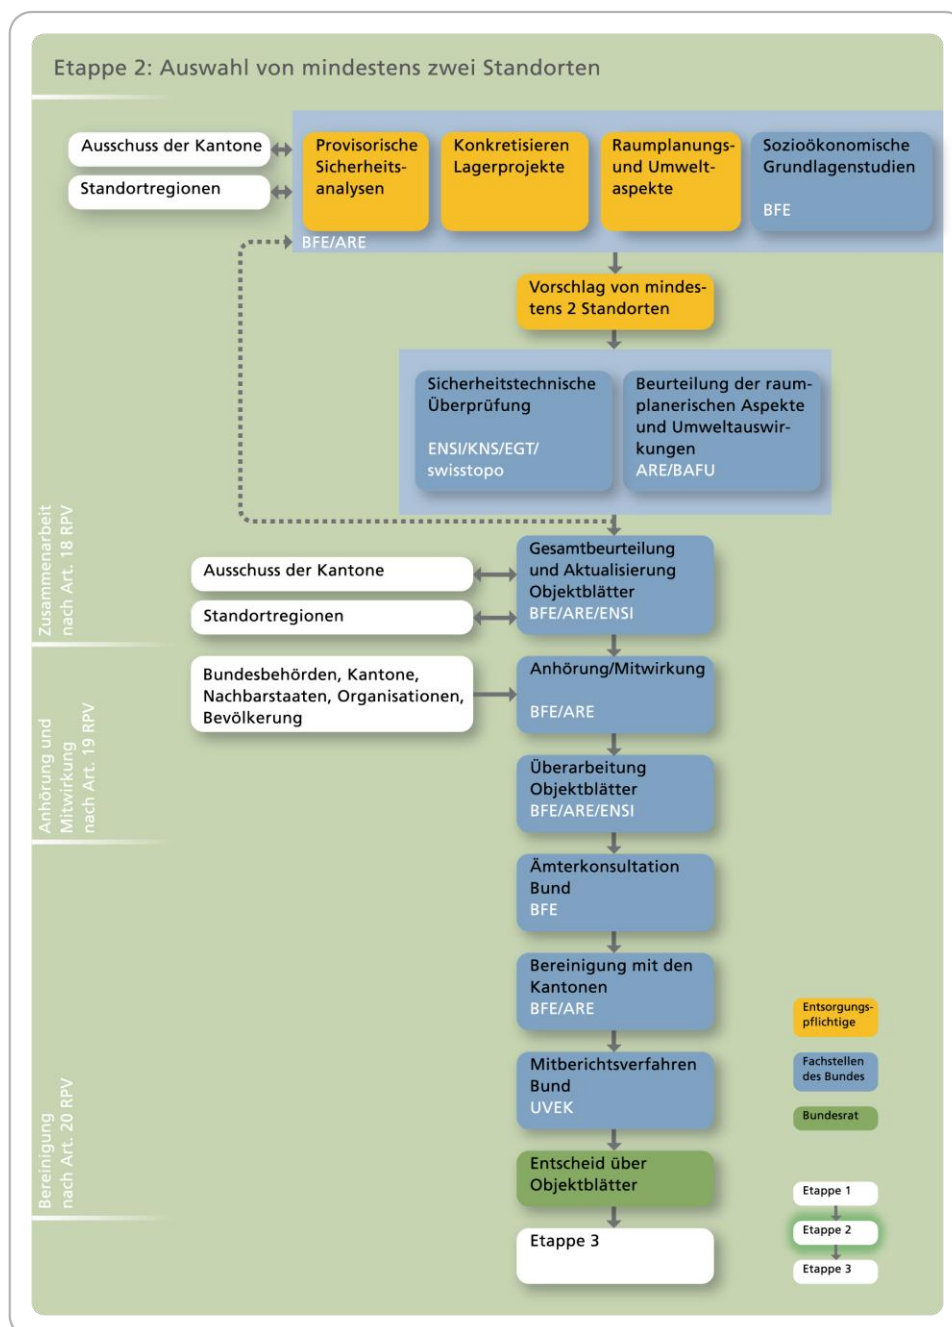 Etappe 2: Auswahl von mindestens zwei Standorten
Ausschuss der Kantone
Standortregionen
Provisorische
Sicherheits-
analysen
Konkretisieren
Lagerprojekte
Raumplanungs-
und Umwelt-
aspekte
Sozioökonomische
Grundlagenstudien
BFE
BFE/ARE
Vorschlag von mindes-
tens 2 Standorten
Sicherheitstechnische
Überprüfung
ENSI/KNS/EGT/
swisstopo
Beurteilung der raum-
planerischen Aspekte
und Umweltauswir-
kungen
ARE/BAFU
Zusammenarbeit
nach Art. 18 RPV
Ausschuss der Kantone
Standortregionen
Gesamtbeurteilung
und Aktualisierung
Objektblätter
BFE/ARE/ENSI
Anhörung und
Mitwirkung
nach Art. 19 RPV
Bundesbehörden, Kantone,
Nachbarstaaten, Organisationen,
Bevölkerung
Anhörung/Mitwirkung
BFE/ARE
Überarbeitung
Objektblätter
BFE/ARE/ENSI
Bereinigung
nach Art. 20 RPV
Ämterkonsultation
Bund
BFE
Bereinigung mit den
Kantonen
BFE/ARE
Mitberichtsverfahren
Bund
UVEK
Entscheid über
Objektblätter
Etappe 3
Entsorgungs-
pflichtige
Fachstellen
des Bundes
Bundesrat
Etappe 1
Etappe 2
Etappe 3